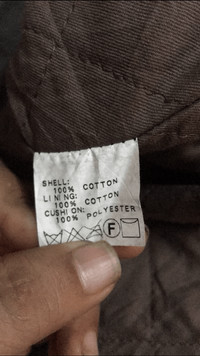 SHELL:
100% COTTON
LINING:
100% COTTON
CUSHION:
100% POLYESTER
F